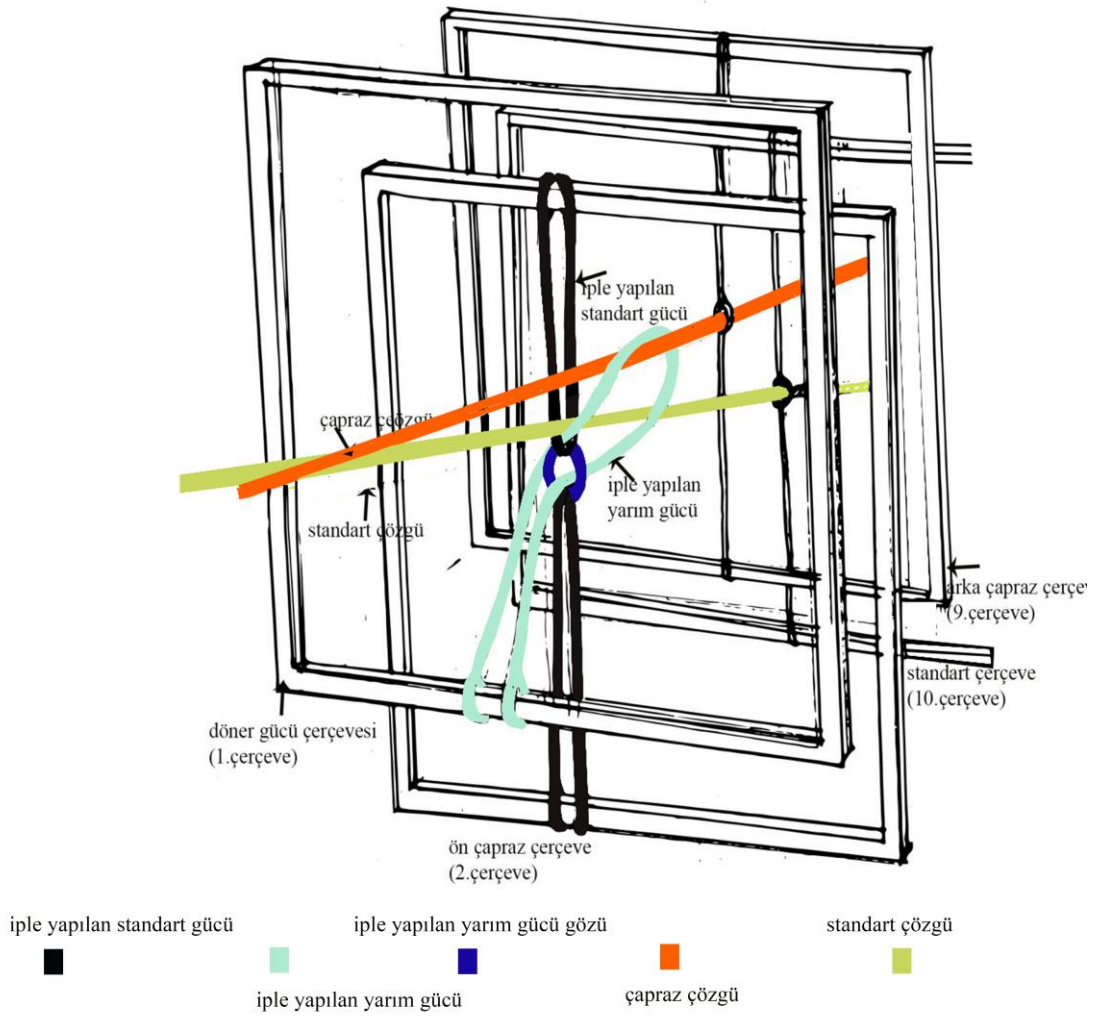 iple yapılan
standart gücü
çapraz çeözgü
iple yapılan
yarım gücü
standart çözgü
arka çapraz çerçev
(9.çerçeve)
standart çerçeve
(10.çerçeve)
döner gücü çerçevesi
(1.çerçeve)
ön çapraz çerçeve
(2.çerçeve)
iple yapılan standart gücü
iple yapılan yarım gücü gözü
standart çözgü
iple yapılan yarım gücü
çapraz çözgü